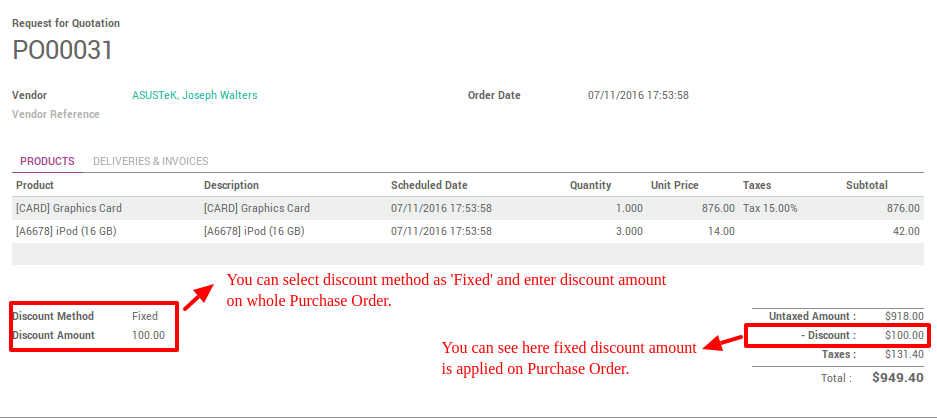 Request for Quotation
PO00031
Vendor ASUSTeK, Joseph Walters Order Date 07/11/2016 17:53:58
Vendor Reference
PRODUCTS DELIVERIES & INVOICES
Product Description Scheduled Date Quantity Unit Price Taxes Subtotal
[CARD] Graphics Card [CARD] Graphics Card 07/11/2016 17:53:58 1.000 876.00 Tax 15.00% 876.00
[A6678] iPod (16 GB) [A6678] iPod (16 GB) 07/11/2016 17:53:58 3.000 14.00 42.00
You can select discount method as 'Fixed' and enter discount amount
on whole Purchase Order.
Discount Method Fixed
Discount Amount 100.00
Untaxed Amount : $918.00
- Discount : $100.00
Taxes : $131.40
Total : $949.40
You can see here fixed discount amount
is applied on Purchase Order.